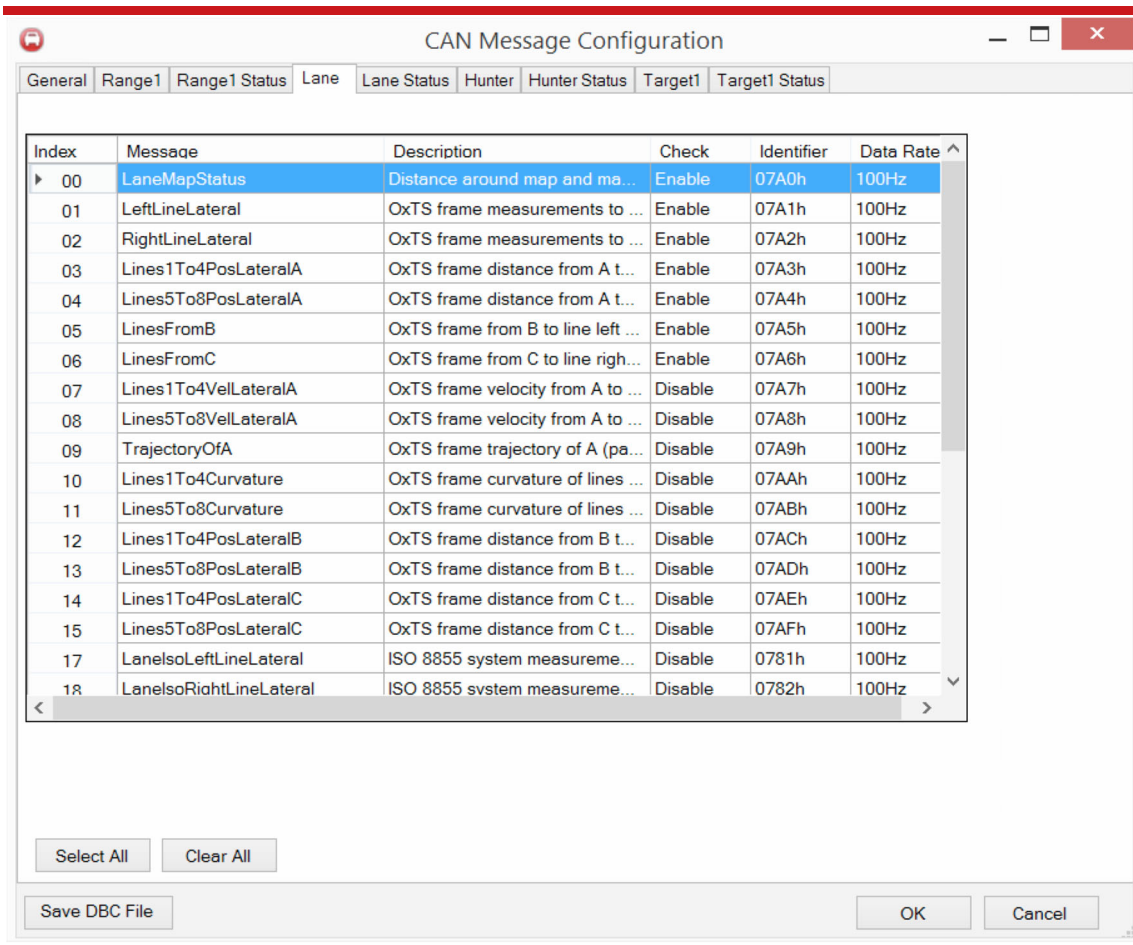 CAN Message Configuration
General Range1 Range1 Status Lane Lane Status Hunter Hunter Status Target1 Target1 Status
Index Message Description Check Identifier Data Rate
00 LaneMapStatus Distance around map and ma... Enable 07A0h 100Hz
01 LeftLineLateral OxTS frame measurements to ... Enable 07A1h 100Hz
02 RightLineLateral OxTS frame measurements to ... Enable 07A2h 100Hz
03 Lines1To4PosLateralA OxTS frame distance from A t... Enable 07A3h 100Hz
04 Lines5To8PosLateralA OxTS frame distance from A t... Enable 07A4h 100Hz
05 LinesFromB OxTS frame from B to line left ... Enable 07A5h 100Hz
06 LinesFromC OxTS frame from C to line righ... Enable 07A6h 100Hz
07 Lines1To4VelLateralA OxTS frame velocity from A to ... Disable 07A7h 100Hz
08 Lines5To8VelLateralA OxTS frame velocity from A to ... Disable 07A8h 100Hz
09 TrajectoryOfA OxTS frame trajectory of A (pa... Disable 07A9h 100Hz
10 Lines1To4Curvature OxTS frame curvature of lines ... Disable 07AAh 100Hz
11 Lines5To8Curvature OxTS frame curvature of lines ... Disable 07ABh 100Hz
12 Lines1To4PosLateralB OxTS frame distance from B t... Disable 07ACh 100Hz
13 Lines5To8PosLateralB OxTS frame distance from B t... Disable 07ADh 100Hz
14 Lines1To4PosLateralC OxTS frame distance from C t... Disable 07AEh 100Hz
15 Lines5To8PosLateralC OxTS frame distance from C t... Disable 07AFh 100Hz
17 LaneIsoLeftLineLateral ISO 8855 system measureme... Disable 0781h 100Hz
18 LaneIsoRightLineLateral ISO 8855 system measureme... Disable 0782h 100Hz
Select All Clear All
Save DBC File OK Cancel